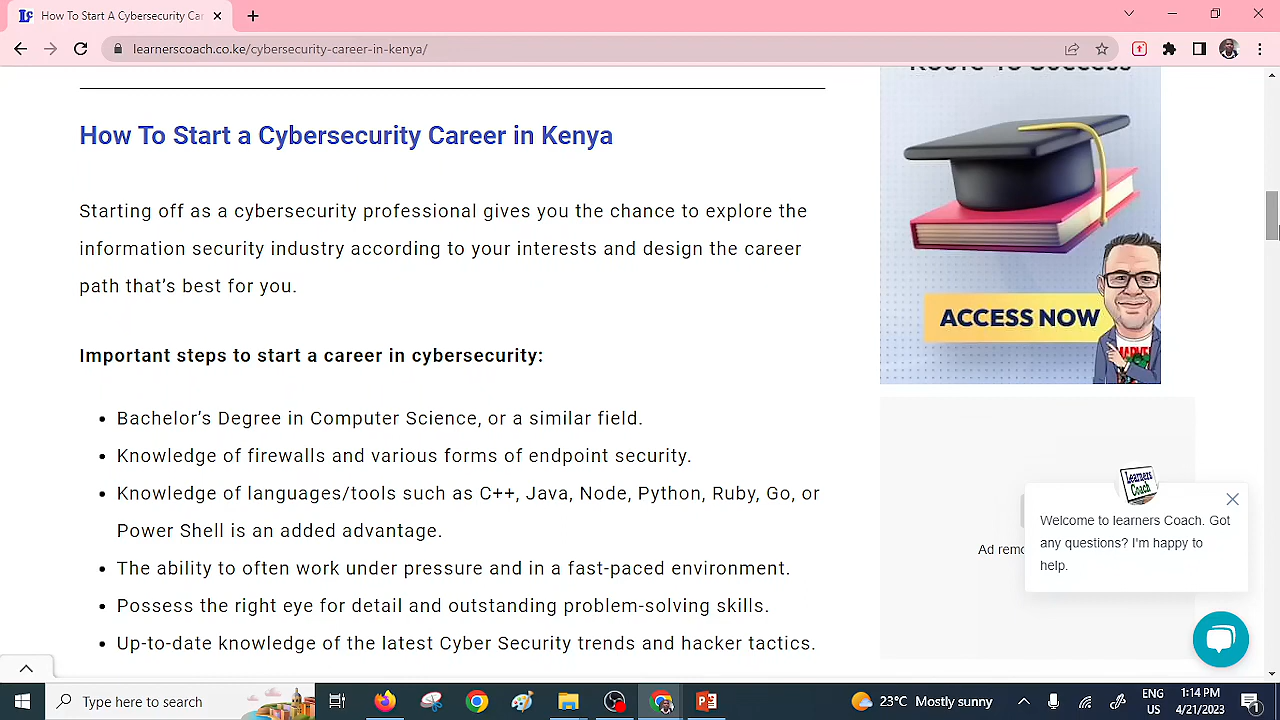 How To Start A Cybersecurity Car
learnerscoach.co.ke/cybersecurity-career-in-kenya/
How To Start a Cybersecurity Career in Kenya
Starting off as a cybersecurity professional gives you the chance to explore the
information security industry according to your interests and design the career
path that's best for you.
Important steps to start a career in cybersecurity:
• Bachelor's Degree in Computer Science, or a similar field.
• Knowledge of firewalls and various forms of endpoint security.
• Knowledge of languages/tools such as C++, Java, Node, Python, Ruby, Go, or
Power Shell is an added advantage.
• The ability to often work under pressure and in a fast-paced environment.
• Possess the right eye for detail and outstanding problem-solving skills.
• Up-to-date knowledge of the latest Cyber Security trends and hacker tactics.
Route To Success
ACCESS NOW
MARVEL
Ad remo
Learners
Coach
Welcome to learners Coach. Got
any questions? I'm happy to
help.
Type here to search
23°C Mostly sunny
ENG
US
1:14 PM
4/21/2023